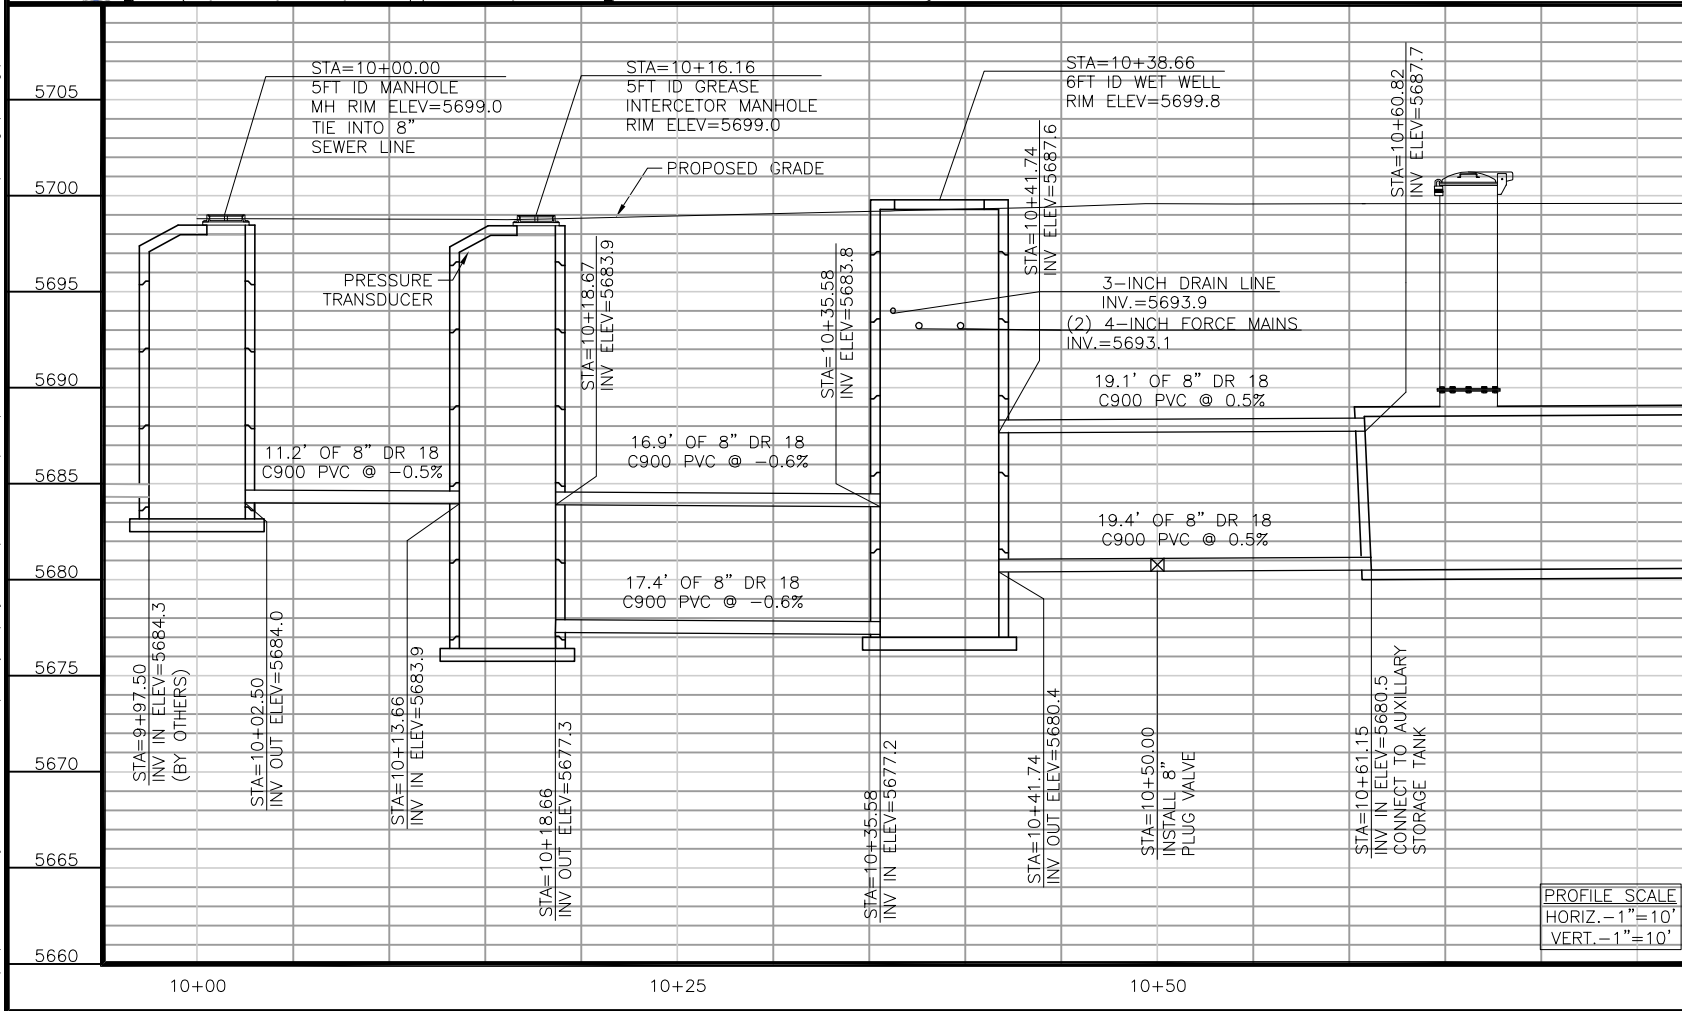 STA=10+00.00
5FT ID MANHOLE
MH RIM ELEV=5699.0
TIE INTO 8"
SEWER LINE
STA=10+16.16
5FT ID GREASE
INTERCETOR MANHOLE
RIM ELEV=5699.0
STA=10+38.66
6FT ID WET WELL
RIM ELEV=5699.8
STA=10+60.82
INV ELEV=5687.7
PROPOSED GRADE
STA=10+41.74
INV ELEV=5687.6
PRESSURE
TRANSDUCER
STA=10+18.67
INV ELEV=5683.9
STA=10+35.58
INV ELEV=5683.8
3-INCH DRAIN LINE
INV.=5693.9
(2) 4-INCH FORCE MAINS
INV.=5693.1
19.1' OF 8" DR 18
C900 PVC @ 0.5%
11.2' OF 8" DR 18
C900 PVC @ -0.5%
16.9' OF 8" DR 18
C900 PVC @ -0.6%
19.4' OF 8" DR 18
C900 PVC @ 0.5%
17.4' OF 8" DR 18
C900 PVC @ -0.6%
STA=9+97.50
INV IN ELEV=5684.3
(BY OTHERS)
STA=10+02.50
INV OUT ELEV=5684.0
STA=10+13.66
INV IN ELEV=5683.9
STA=10+18.66
INV OUT ELEV=5677.3
STA=10+35.58
INV IN ELEV=5677.2
STA=10+41.74
INV OUT ELEV=5680.4
STA=10+50.00
INSTALL 8"
PLUG VALVE
STA=10+61.15
INV IN ELEV=5680.5
CONNECT TO AUXILLARY
STORAGE TANK
5705
5700
5695
5690
5685
5680
5675
5670
5665
5660
10+00
10+25
10+50
PROFILE SCALE
HORIZ.-1"=10'
VERT.-1"=10'